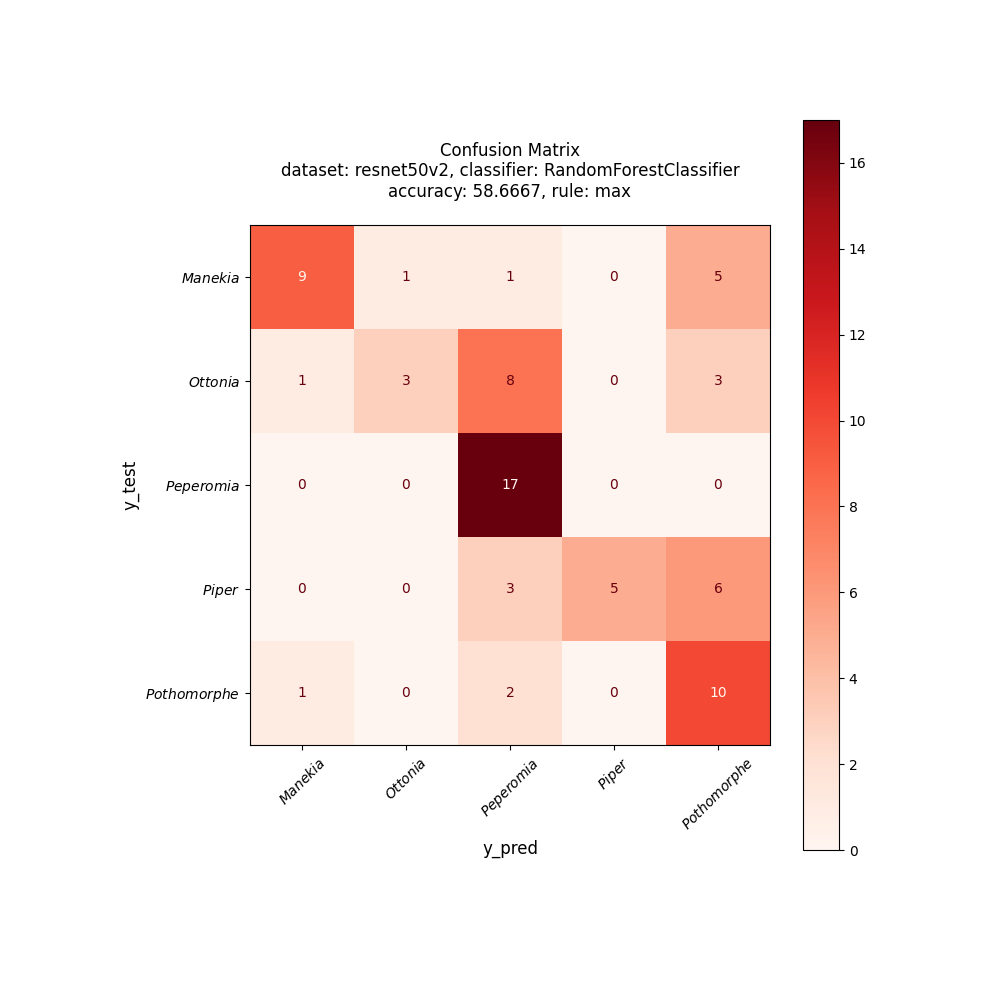 Confusion Matrix
dataset: resnet50v2, classifier: RandomForestClassifier
accuracy: 58.6667, rule: max
y_test
Manekia 9 1 1 0 5
Ottonia 1 3 8 0 3
Peperomia 0 0 17 0 0
Piper 0 0 3 5 6
Pothomorphe 1 0 2 0 10
Manekia Ottonia Peperomia Piper Pothomorphe
y_pred
16
14
12
10
8
6
4
2
0